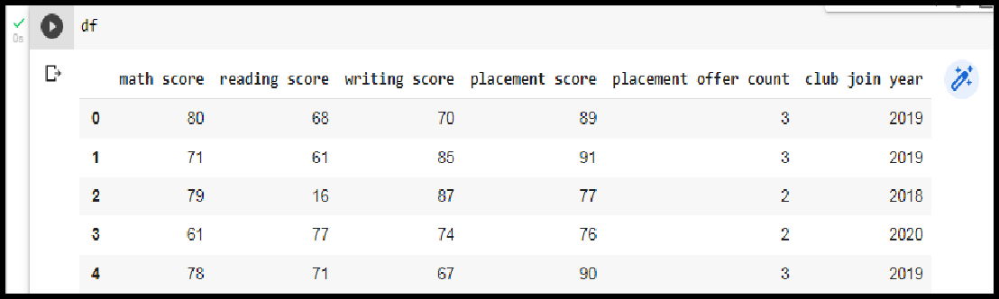 df
0s
math score reading score writing score placement score placement offer count club join year
0 80 68 70 89 3 2019
1 71 61 85 91 3 2019
2 79 16 87 77 2 2018
3 61 77 74 76 2 2020
4 78 71 67 90 3 2019